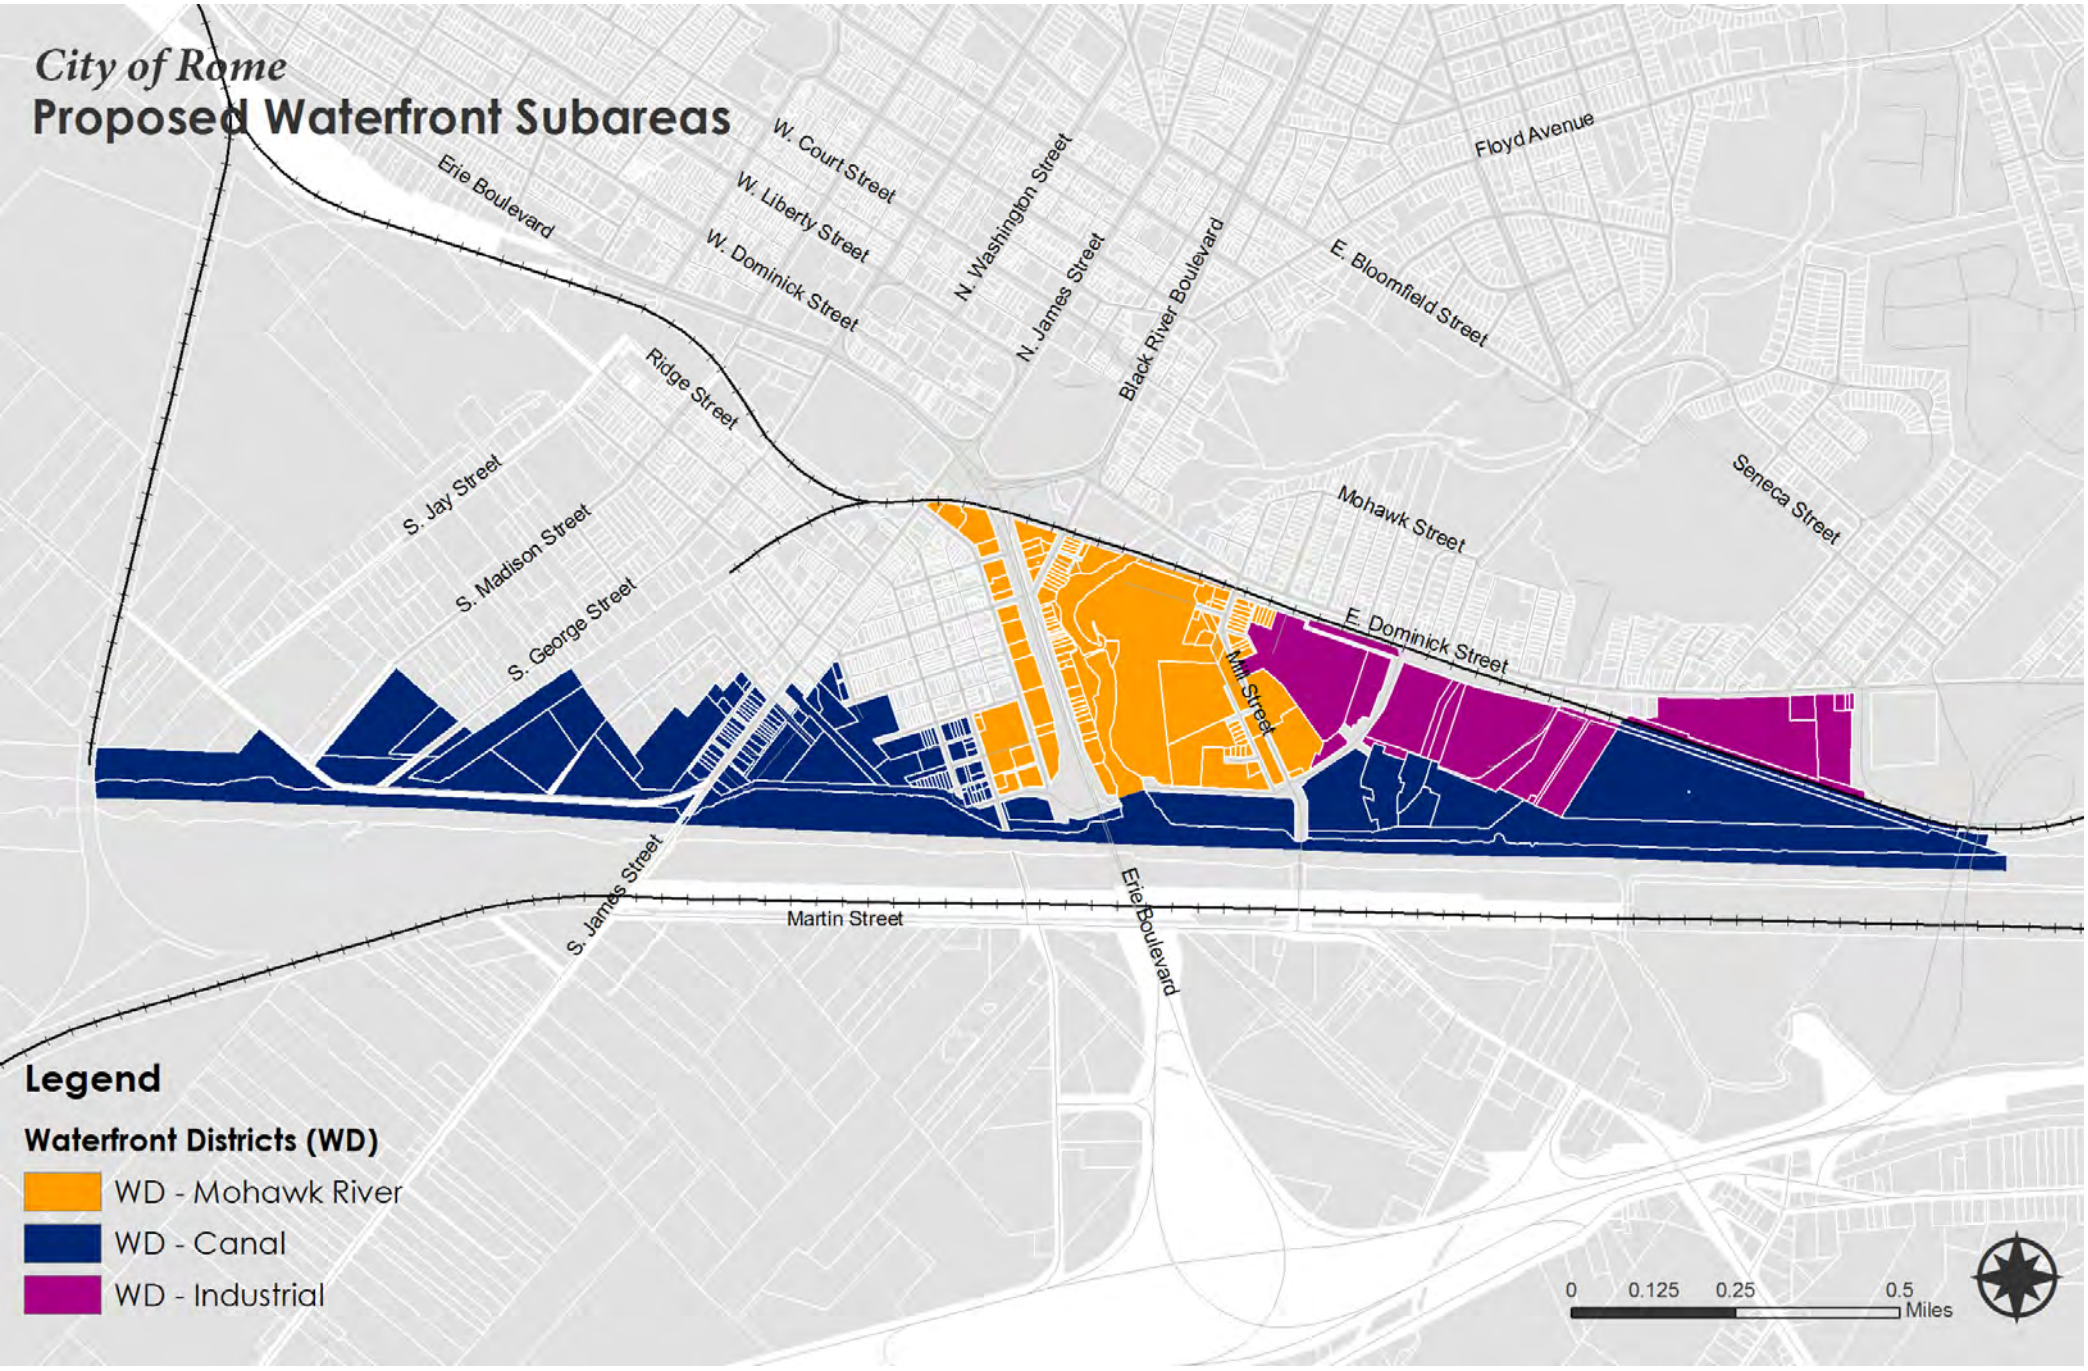 City of Rome
Proposed Waterfront Subareas
W. Court Street
Floyd Avenue
N. Washington Street
Erie Boulevard
W. Liberty Street
W. Dominick Street
N. James Street
Black River Boulevard
E. Bloomfield Street
Ridge Street
S. Jay Street
Seneca Street
Mohawk Street
S. Madison Street
S. George Street
E. Dominick Street
Mill Street
S. James Street
Erie Boulevard
Martin Street
Legend
Waterfront Districts (WD)
WD - Mohawk River
WD - Canal
WD - Industrial
0 0.125 0.25 0.5
Miles